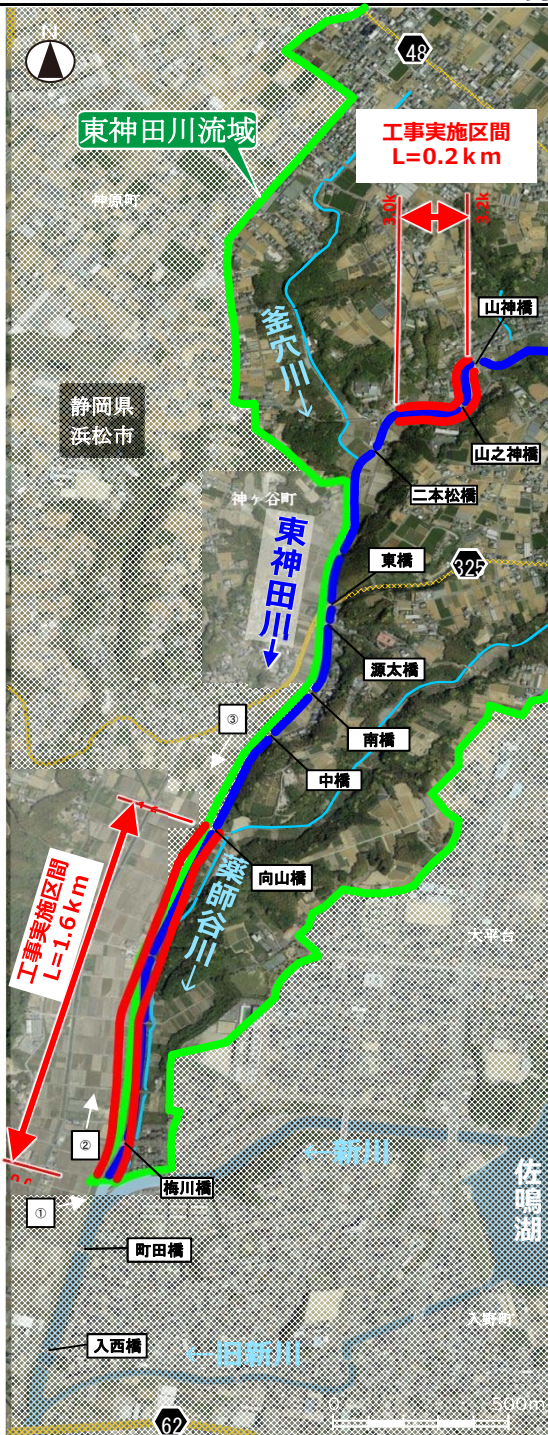 N
48
東神田川流域
工事実施区間
L=0.2km
神原町
3.0k
3.2k
山神橋
釜穴川→
静岡県
浜松市
山之神橋
二本松橋
神ヶ谷町
東神田川→
東橋
325
源太橋
③
南橋
中橋
向山橋
工事実施区間
L=1.6km
薬師谷川→
大平台
②
←新川
佐鳴湖
梅川橋
①
町田橋
入野町
入西橋
←旧新川
0
500m
62